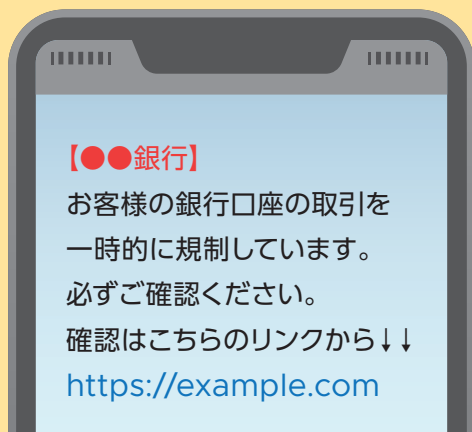 【●●銀行】
お客様の銀行口座の取引を
一時的に規制しています。
必ずご確認ください。
確認はこちらのリンクから↓↓
https://example.com